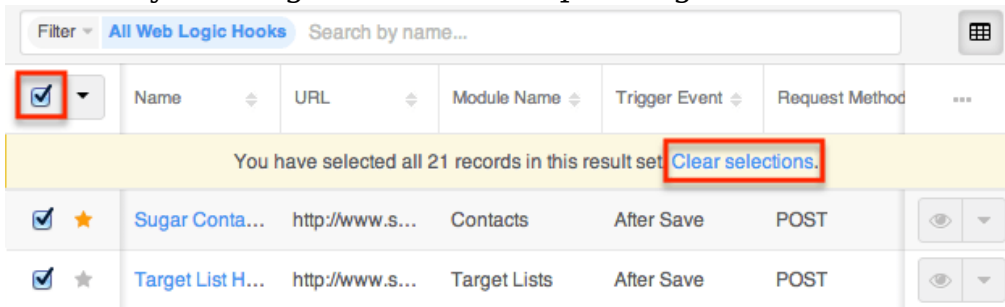 Filter All Web Logic Hooks Search by name...
Name URL Module Name Trigger Event Request Method
You have selected all 21 records in this result set. Clear selections.
Sugar Conta... http://www.s... Contacts After Save POST
Target List H... http://www.s... Target Lists After Save POST